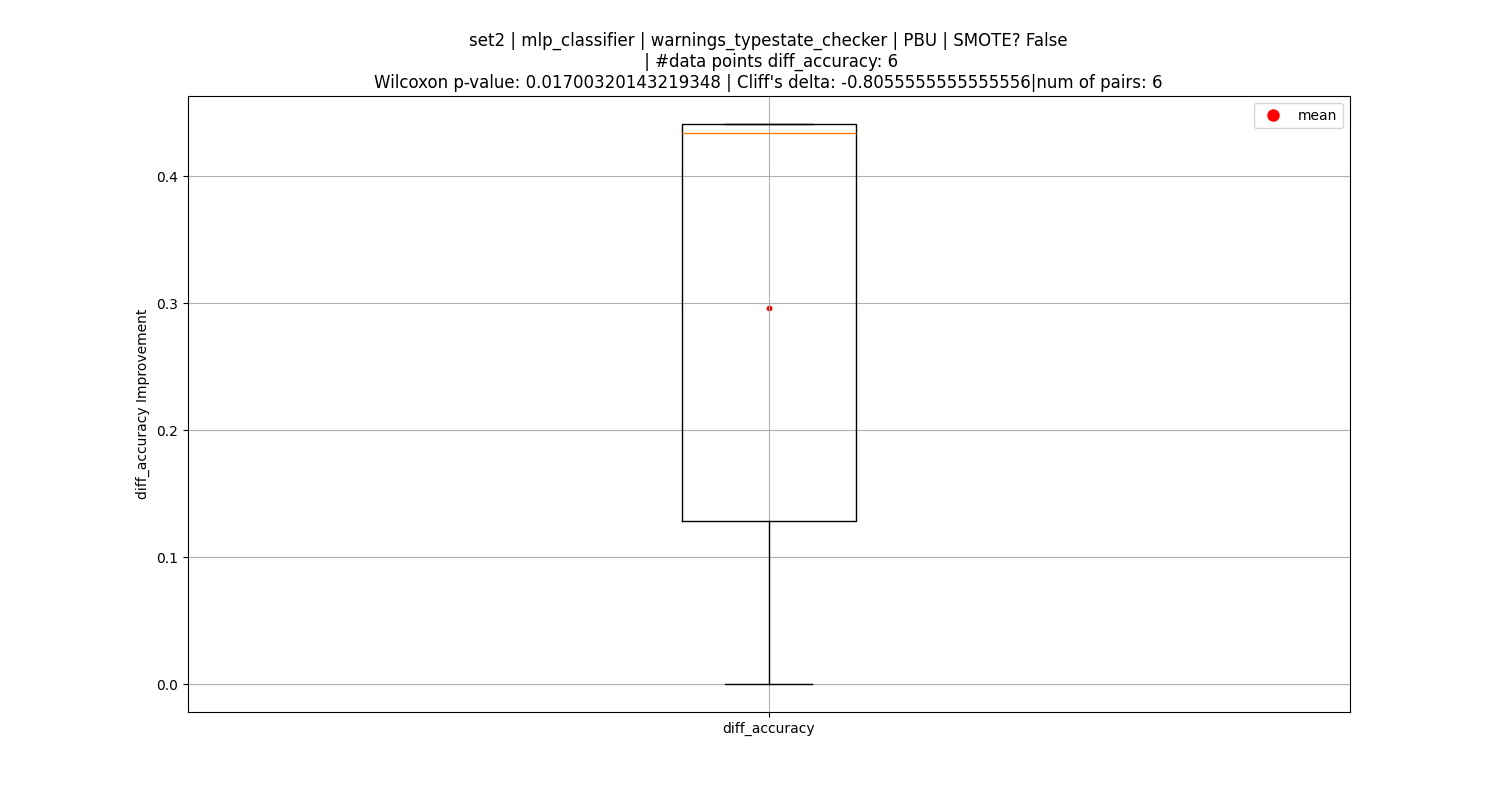 set2 | mlp_classifier | warnings_typestate_checker | PBU | SMOTE? False
| #data points diff_accuracy: 6
Wilcoxon p-value: 0.01700320143219348 | Cliff's delta: -0.8055555555555556|num of pairs: 6
mean
0.4
0.3
0.2
0.1
0.0
diff_accuracy Improvement
diff_accuracy